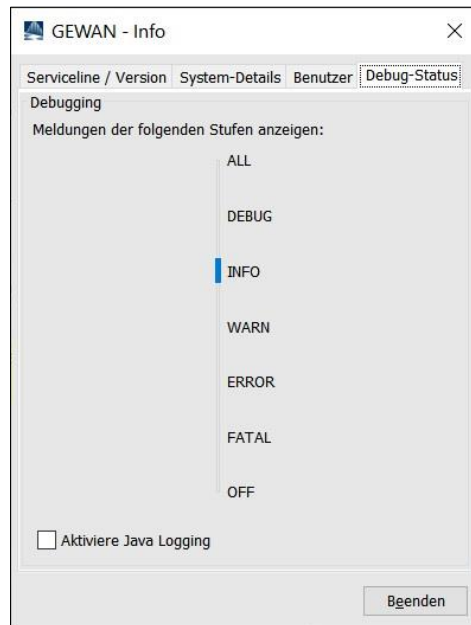 GEWAN - Info
Serviceline / Version System-Details Benutzer Debug-Status
Debugging
Meldungen der folgenden Stufen anzeigen:
ALL
DEBUG
INFO
WARN
ERROR
FATAL
OFF
Aktiviere Java Logging
Beenden